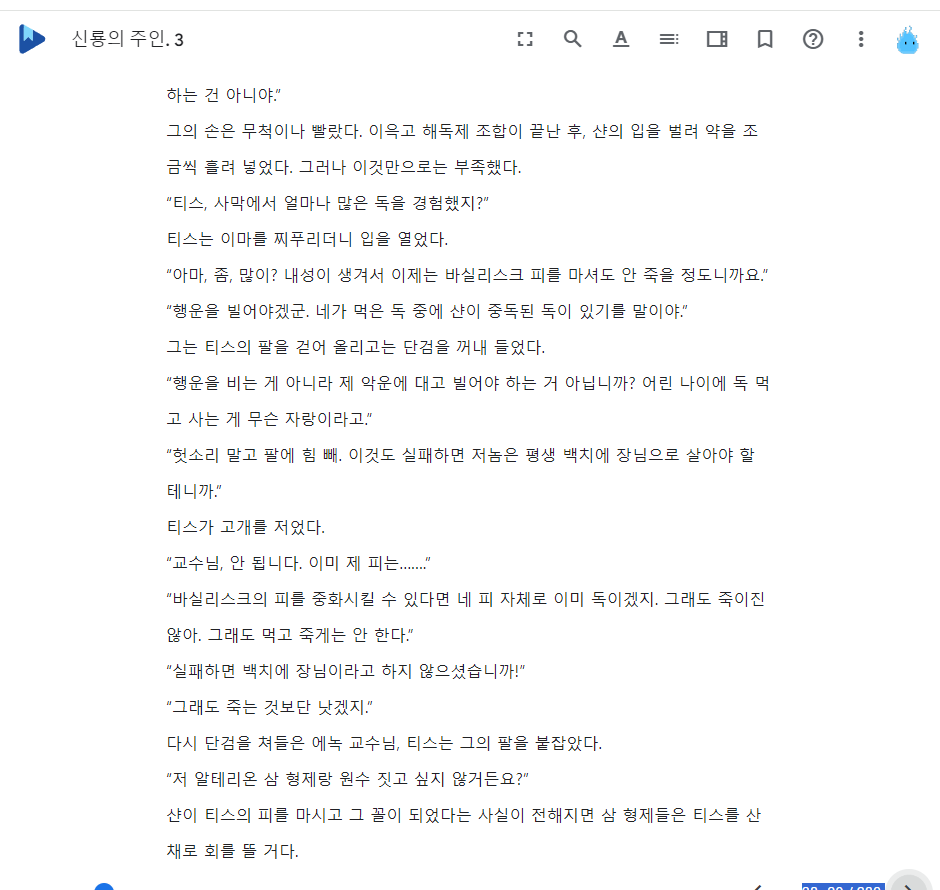 신룡의 주인. 3
하는 건 아니야.”
그의 손은 무척이나 빨랐다. 이윽고 해독제 조합이 끝난 후, 샨의 입을 벌려 약을 조
금씩 흘려 넣었다. 그러나 이것만으로는 부족했다.
“티스, 사막에서 얼마나 많은 독을 경험했지?”
티스는 이마를 찌푸리더니 입을 열었다.
“아마, 좀, 많이? 내성이 생겨서 이제는 바실리스크 피를 마셔도 안 죽을 정도니까요.”
“행운을 빌어야겠군. 네가 먹은 독 중에 샨이 중독된 독이 있기를 말이야.”
그는 티스의 팔을 걷어 올리고는 단검을 꺼내 들었다.
“행운을 비는 게 아니라 제 악운에 대고 빌어야 하는 거 아닙니까? 어린 나이에 독 먹
고 사는 게 무슨 자랑이라고.”
“헛소리 말고 팔에 힘 빼. 이것도 실패하면 저놈은 평생 백치에 장님으로 살아야 할
테니까.”
티스가 고개를 저었다.
“교수님, 안 됩니다. 이미 제 피는…….”
“바실리스크의 피를 중화시킬 수 있다면 네 피 자체로 이미 독이겠지. 그래도 죽이진
않아. 그래도 먹고 죽게는 안 한다.”
“실패하면 백치에 장님이라고 하지 않으셨습니까!”
“그래도 죽는 것보단 낫겠지.”
다시 단검을 쳐들은 에녹 교수님, 티스는 그의 팔을 붙잡았다.
“저 알테리온 삼 형제랑 원수 짓고 싶지 않거든요?”
샨이 티스의 피를 마시고 그 꼴이 되었다는 사실이 전해지면 삼 형제들은 티스를 산
채로 회를 뜰 거다.